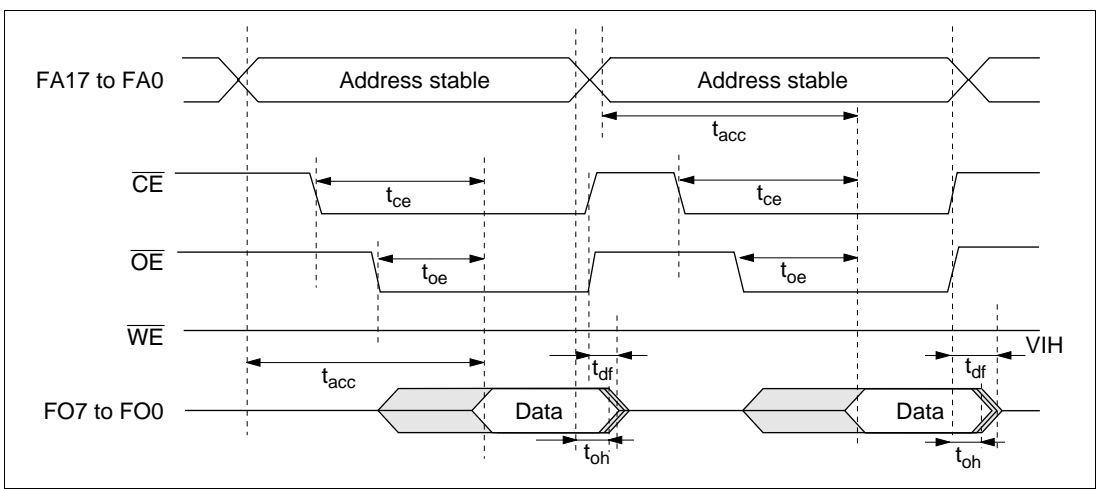 FA17 to FA0
Address stable
Address stable
tacc
CE
tce
tce
OE
toe
toe
WE
VIH
tacc
tdf
tdf
FO7 to FO0
Data
Data
toh
toh